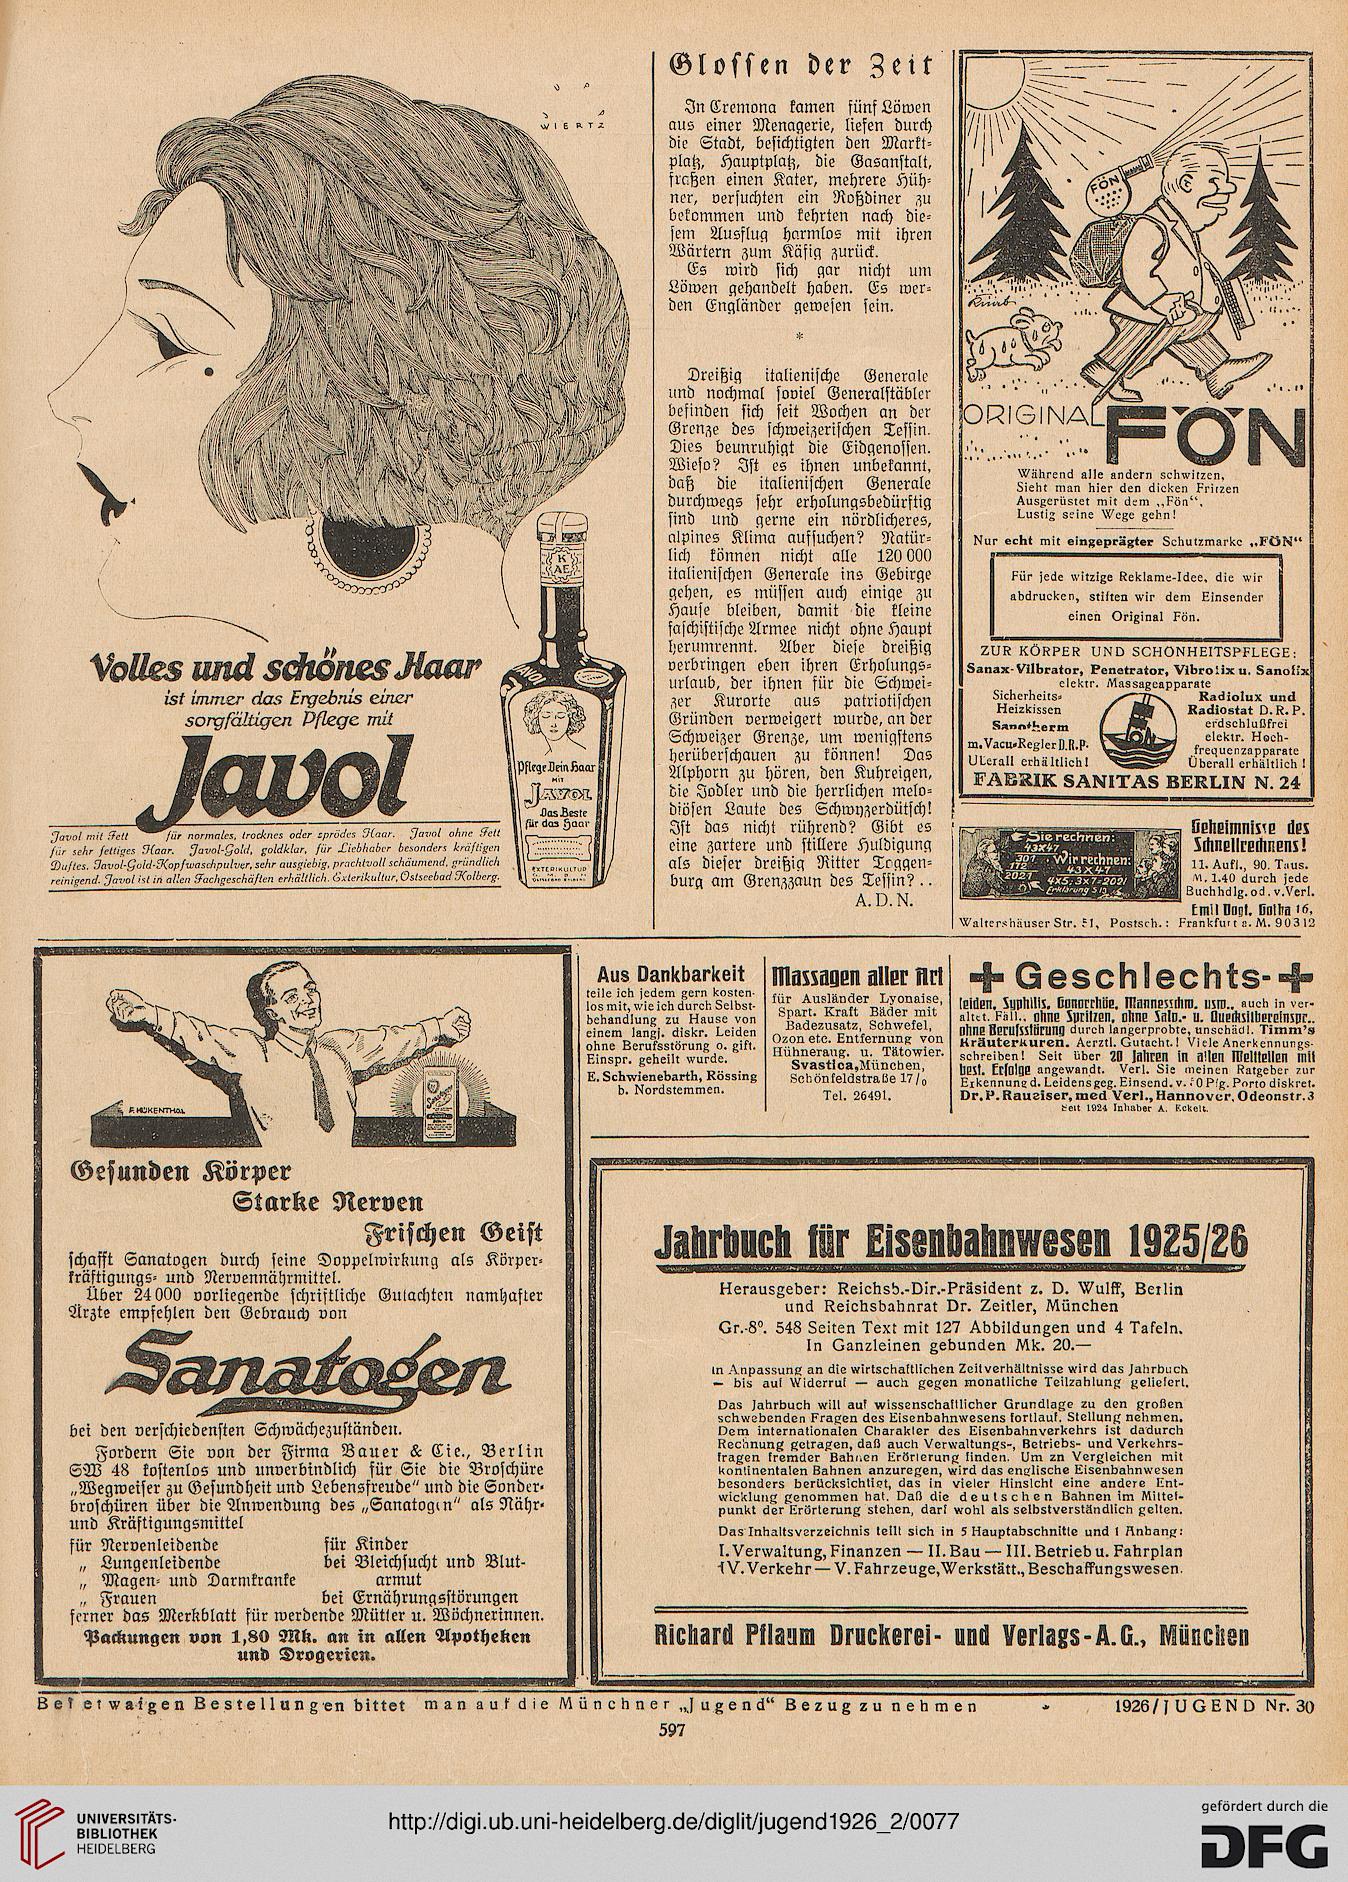 WIERTZ
Volles und schönes Haar
ist immer das Ergebnis einer
sorgfältigen Pflege mit
Javol
Javol mit Fett für normales, trocknes oder sprödes Haar. Javol ohne Fett
für sehr fettiges Haar. Javol-Gold, goldklar, für Liebhaber besonders kräftigen
Duftes. Javol-Gold-Kopfwaschpulver, sehr ausgiebig, prachtvoll schäumend, gründlich
reinigend. Javol ist in allen Fachgeschäften erhältlich. Exterikultur, Ostseebad Kolberg.
K
AE
Pflege Dein Haar
MIT
JAVOL
Das Beste
für das Haar
EXTERIKULTUR
Glossen der Zeit
In Cremona kamen fünf Löwen
aus einer Menagerie, liefen durch
die Stadt, besichtigten den Markt-
platz, Hauptplatz, die Gasanstalt,
fraßen einen Kater, mehrere Hüh-
ner, versuchten ein Roßdiner zu
bekommen und kehrten nach die-
sem Ausflug harmlos mit ihren
Wärtern zum Käfig zurück.
Es wird sich gar nicht um
Löwen gehandelt haben. Es wer-
den Engländer gewesen sein.
*
Dreißig italienische Generale
und nochmal soviel Generalstäbler
befinden sich seit Wochen an der
Grenze des schweizerischen Tessin.
Dies beunruhigt die Eidgenossen.
Wieso? Ist es ihnen unbekannt,
daß die italienischen Generale
durchwegs sehr erholungsbedürftig
sind und gerne ein nördlicheres,
alpines Klima aufsuchen? Natür-
lich können nicht alle 120 000
italienischen Generale ins Gebirge
gehen, es müssen auch einige zu
Hause bleiben, damit die kleine
faschistische Armee nicht ohne Haupt
herumrennt. Aber diese dreißig
verbringen eben ihren Erholungs-
urlaub, der ihnen für die Schwei-
zer Kurorte aus patriotischen
Gründen verweigert wurde, an der
Schweizer Grenze, um wenigstens
herüberschauen zu können! Das
Alphorn zu hören, den Kuhreigen,
die Jodler und die herrlichen melo-
diösen Laute des Schwyzerdütsch!
Ist das nicht rührend? Gibt es
eine zartere und stillere Huldigung
als dieser dreißig Ritter Toggen-
burg am Grenzzaun des Tessin? ..
A. D. N.
FÖN
ORIGINAL FÖN
Während alle andern schwitzen,
Sieht man hier den dicken Fritzen
Ausgerüstet mit dem „Fön“,
Lustig seine Wege gehn!
Nur echt mit eingeprägter Schutzmarke „FÖN“
Für jede witzige Reklame-Idee, die wir
abdrucken, stiften wir dem Einsender
einen Original Fön.
ZUR KÖRPER UND SCHÖNHEITSPFLEGE:
Sanax-Vilbrator, Penetrator, Vibrolix u. Sanofix
elektr. Massageapparate
Sicherheits-
Heizkissen
Sanotherm
m. Vacu-Regler D.R.P.
Uberall erhältlich!
Radiolux und
Radiostat D. R. P.
erdschlußfrei
elektr. Hoch-
frequenzapparate
Überall erhältlich!
FABRIK SANITAS BERLIN N. 24
Sie rechnen:
43x47
301
172
2021
Wir rechnen:
43x47
4x5;3x7=2021
Erklärung S 13
Geheimnisse des
Schnellrechnens!
11. Aufl., 90. Taus.
M. 1.40 durch jede
Buchhdlg. od. v. Verl.
Emil Vogt, Gotha 16,
Waltershäuser Str. 51, Postsch.: Frankfurt a. M. 90312
F. HUKENTHAL
Gesunden Körper
Starke Nerven
Frischen Geist
schafft Sanatogen durch seine Doppelwirkung als Körper-
kräftigungs- und Nervennährmittel.
Über 24 000 vorliegende schriftliche Gutachten namhafter
Ärzte empfehlen den Gebrauch von
Sanatogen
bei den verschiedensten Schwächezuständen.
Fordern Sie von der Firma Bauer & Cie., Berlin
SW 48 kostenlos und unverbindlich für Sie die Broschüre
„Wegweiser zu Gesundheit und Lebensfreude“ und die Sonder-
broschüren über die Anwendung des „Sanatogen“ als Nähr-
und Kräftigungsmittel
für Nervenleidende für Kinder
„ Lungenleidende bei Bleichsucht und Blut-
„ Magen- und Darmkranke armut
„ Frauen bei Ernährungsstörungen
ferner das Merkblatt für werdende Mütter u. Wöchnerinnen.
Packungen von 1,80 Mk. an in allen Apotheken
und Drogerien.
Aus Dankbarkeit
teile ich jedem gern kosten-
los mit, wie ich durch Selbst-
behandlung zu Hause von
einem langj. diskr. Leiden
ohne Berufsstörung o. gift.
Einspr. geheilt wurde.
E. Schwienebarth, Rössing
b. Nordstemmen.
Massagen aller Art
für Ausländer Lyonaise,
Spart. Kraft Bäder mit
Badezusatz, Schwefel,
Ozon etc. Entfernung von
Hühneraug. u. Tätowier.
Svastica, München,
Schönfeldstraße 17/0
Tel. 26491.
+ Geschlechts- +
leiden, Syphilis, Gonorrhöe, Mannesschw. usw., auch in ver-
altet. Fäll., ohne Spritzen, ohne Salv.- u. Quecksilbereinspr.,
ohne Berufsstörung durch langerprobte, unschädl. Timm's
Kräuterkuren. Aerztl. Gutacht.! Viele Anerkennungs-
schreiben! Seit über 20 Jahren in allen Weltteilen mit
best. Erfolge angewandt. Verl. Sie meinen Ratgeber zur
Erkennung d. Leidens geg. Einsend. v. 50 Pfg. Porto diskret.
Dr. P. Raueiser, med Verl., Hannover, Odeonstr. 3
Seit 1924 Inhaber A. Eckelt.
Jahrbuch für Eisenbahnwesen 1925/26
Herausgeber: Reichsb.-Dir.-Präsident z. D. Wulff, Berlin
und Reichsbahnrat Dr. Zeitler, München
Gr.-8º. 548 Seiten Text mit 127 Abbildungen und 4 Tafeln.
In Ganzleinen gebunden Mk. 20.—
In Anpassung an die wirtschaftlichen Zeitverhältnisse wird das Jahrbuch
— bis auf Widerruf — auch gegen monatliche Teilzahlung geliefert.
Das Jahrbuch will auf wissenschaftlicher Grundlage zu den großen
schwebenden Fragen des Eisenbahnwesens fortlauf. Stellung nehmen.
Dem internationalen Charakter des Eisenbahnverkehrs ist dadurch
Rechnung getragen, daß auch Verwaltungs-, Betriebs- und Verkehrs-
fragen fremder Bahnen Erörterung finden. Um zn Vergleichen mit
kontinentalen Bahnen anzuregen, wird das englische Eisenbahnwesen
besonders berücksichtigt, das in vieler Hinsicht eine andere Ent-
wicklung genommen hat. Daß die deutschen Bahnen im Mittel-
punkt der Erörterung stehen, darf wohl als selbstverständlich gelten.
Das Inhaltsverzeichnis teilt sich in 5 Hauptabschnitte und 1 Anhang:
I. Verwaltung, Finanzen — II. Bau — III. Betrieb u. Fahrplan
IV. Verkehr — V. Fahrzeuge, Werkstätt., Beschaffungswesen.
Richard Pflaum Druckerei- und Verlags-A.G., München
Bei etwaigen Bestellungen bittet man auf die Münchner „Jugend“ Bezug zu nehmen
1926 / JUGEND Nr. 30
597
UNIVERSITÄTS-
BIBLIOTHEK
HEIDELBERG
http://digi.ub.uni-heidelberg.de/diglit/jugend1926_2/0077
gefördert durch die
DFG